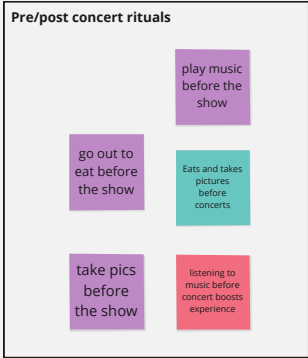 Pre/post concert rituals
play music
before the
show
go out to
eat before
the show
Eats and takes
pictures
before
concerts
take pics
before
the show
listening to
music before
concert boosts
experience